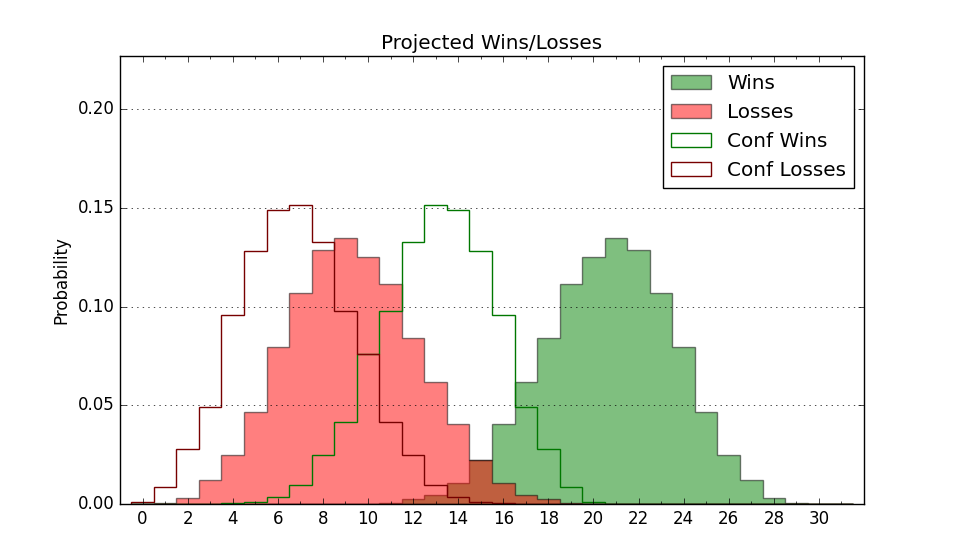 Projected Wins/Losses
Wins
Losses
Conf Wins
Conf Losses
Probability
0.20
0.15
0.10
0.05
0.00
0 2 4 6 8 10 12 14 16 18 20 22 24 26 28 30